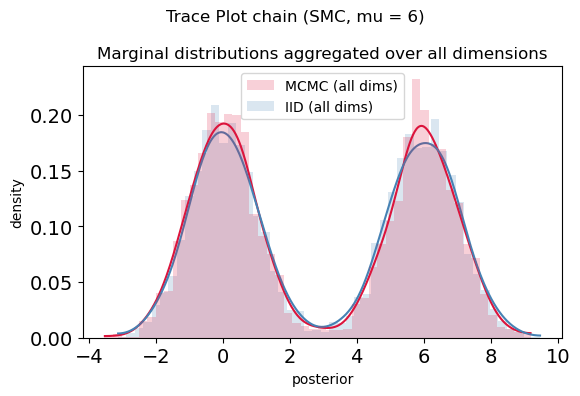 Trace Plot chain (SMC, mu = 6)
Marginal distributions aggregated over all dimensions
MCMC (all dims)
IID (all dims)
density
0.20
0.15
0.10
0.05
0.00
−4 −2 0 2 4 6 8 10
posterior